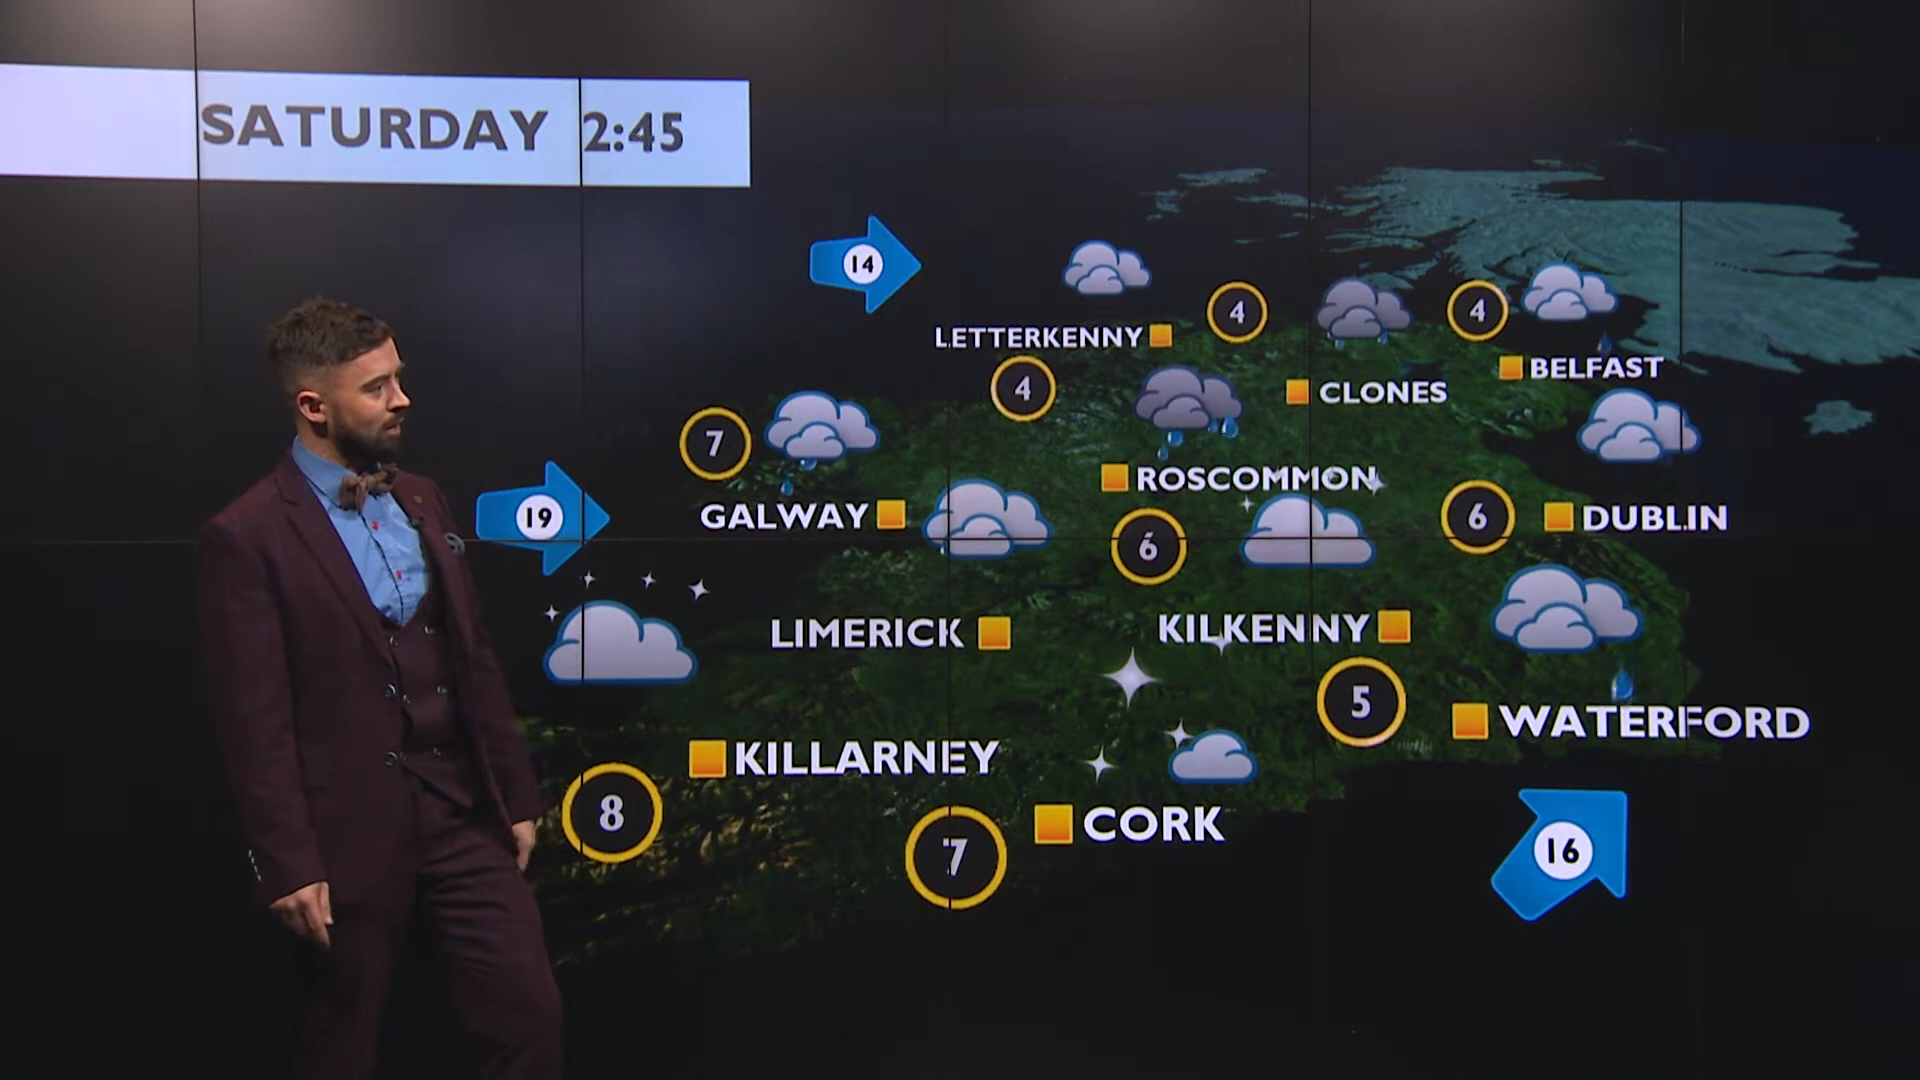 SATURDAY 2:45
14
4
4
LETTERKENNY
BELFAST
4
CLONES
7
ROSCOMMON
GALWAY
19
6
6
DUBLIN
LIMERICK
KILKENNY
5
WATERFORD
KILLARNEY
8
CORK
7
16